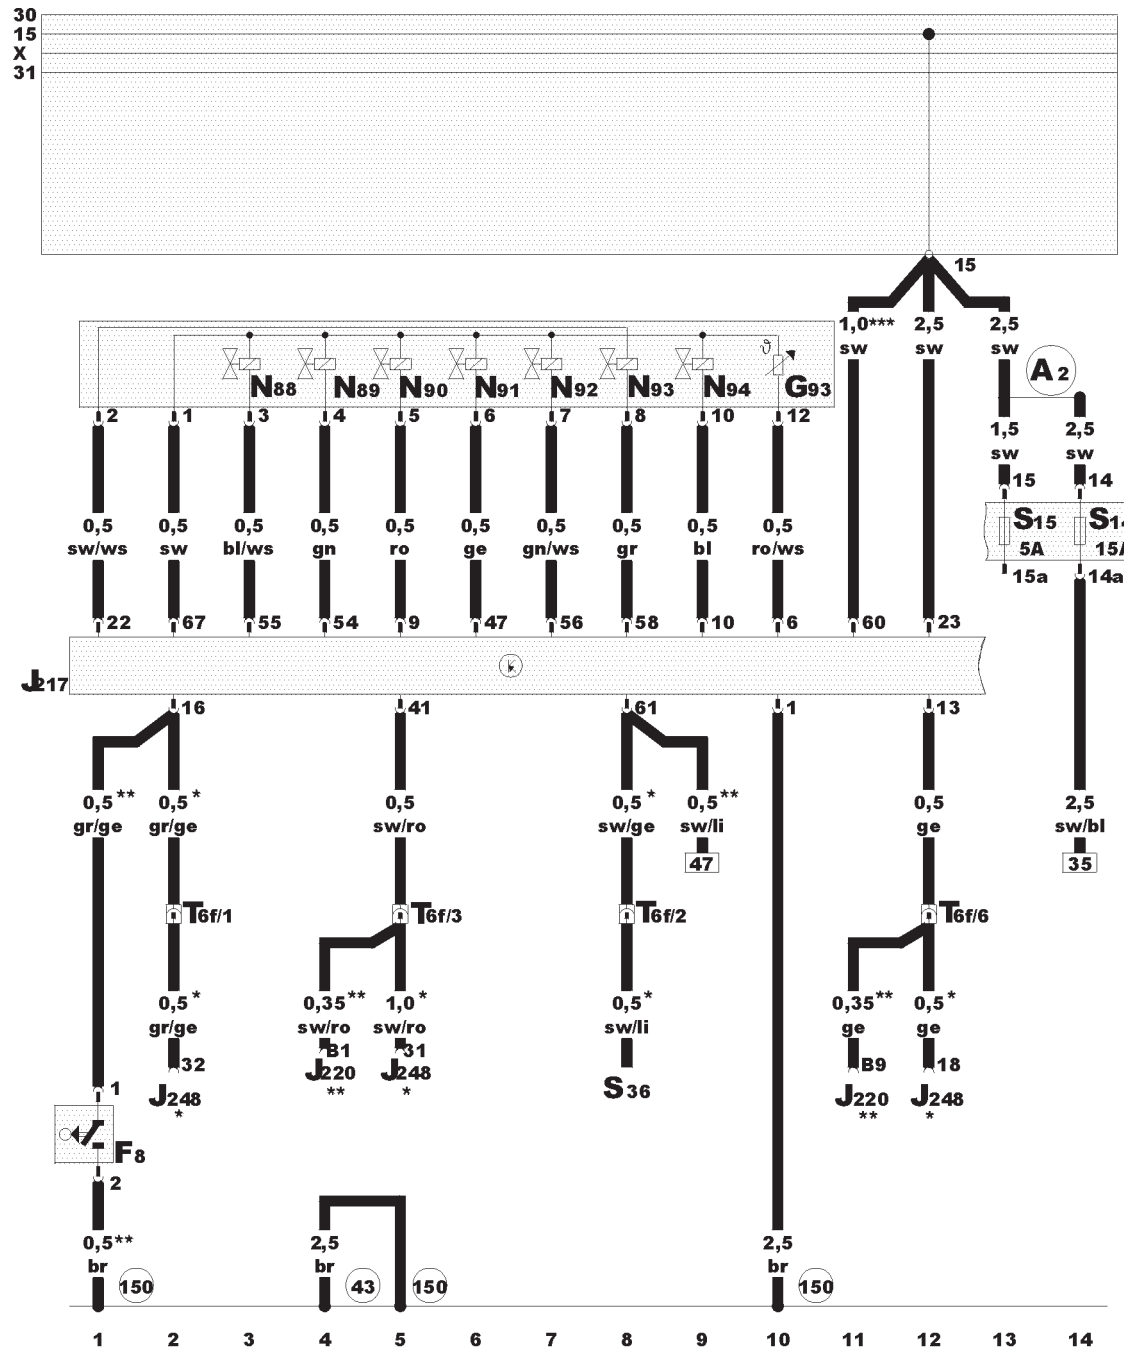 30
15
X
31
15
1,0*** 2,5 2,5
sw sw sw
A2
N88 N89 N90 N91 N92 N93 N94 G93
2 1 3 4 5 6 7 8 10 12
1,5 2,5
sw sw
15 14
S15
5A
15a 14a
0,5 0,5 0,5 0,5 0,5 0,5 0,5 0,5 0,5 0,5
sw/ws sw bl/ws gn ro ge gn/ws gr bl ro/ws
22 67 55 54 9 47 56 58 10 6 60 23
J217
16 41 61 1 13
0,5** 0,5* 0,5 0,5* 0,5** 0,5 2,5
gr/ge gr/ge sw/ro sw/ge sw/li ge sw/bl
47 35
T6f/1 T6f/3 T6f/2 T6f/6
0,5* 0,35** 1,0* 0,5* 0,35** 0,5*
gr/ge sw/ro sw/ro sw/li ge ge
32 B1 31 B9 18
J248 J220 J248 S36 J220 J248
* ** * ** *
1
F8
2
0,5** 2,5 2,5
br br br
150 43 150 150
1 2 3 4 5 6 7 8 9 10 11 12 13 14